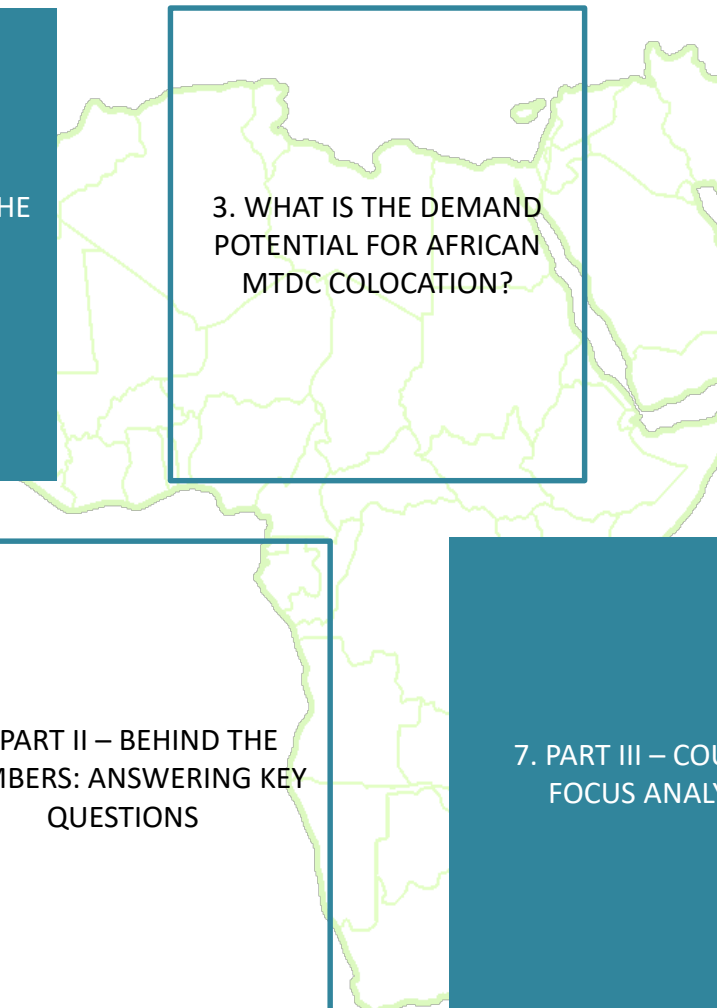 HE
3. WHAT IS THE DEMAND
POTENTIAL FOR AFRICAN
MTDC COLOCATION?
PART II – BEHIND THE
MBERS: ANSWERING KEY
QUESTIONS
7. PART III – COU
FOCUS ANALY